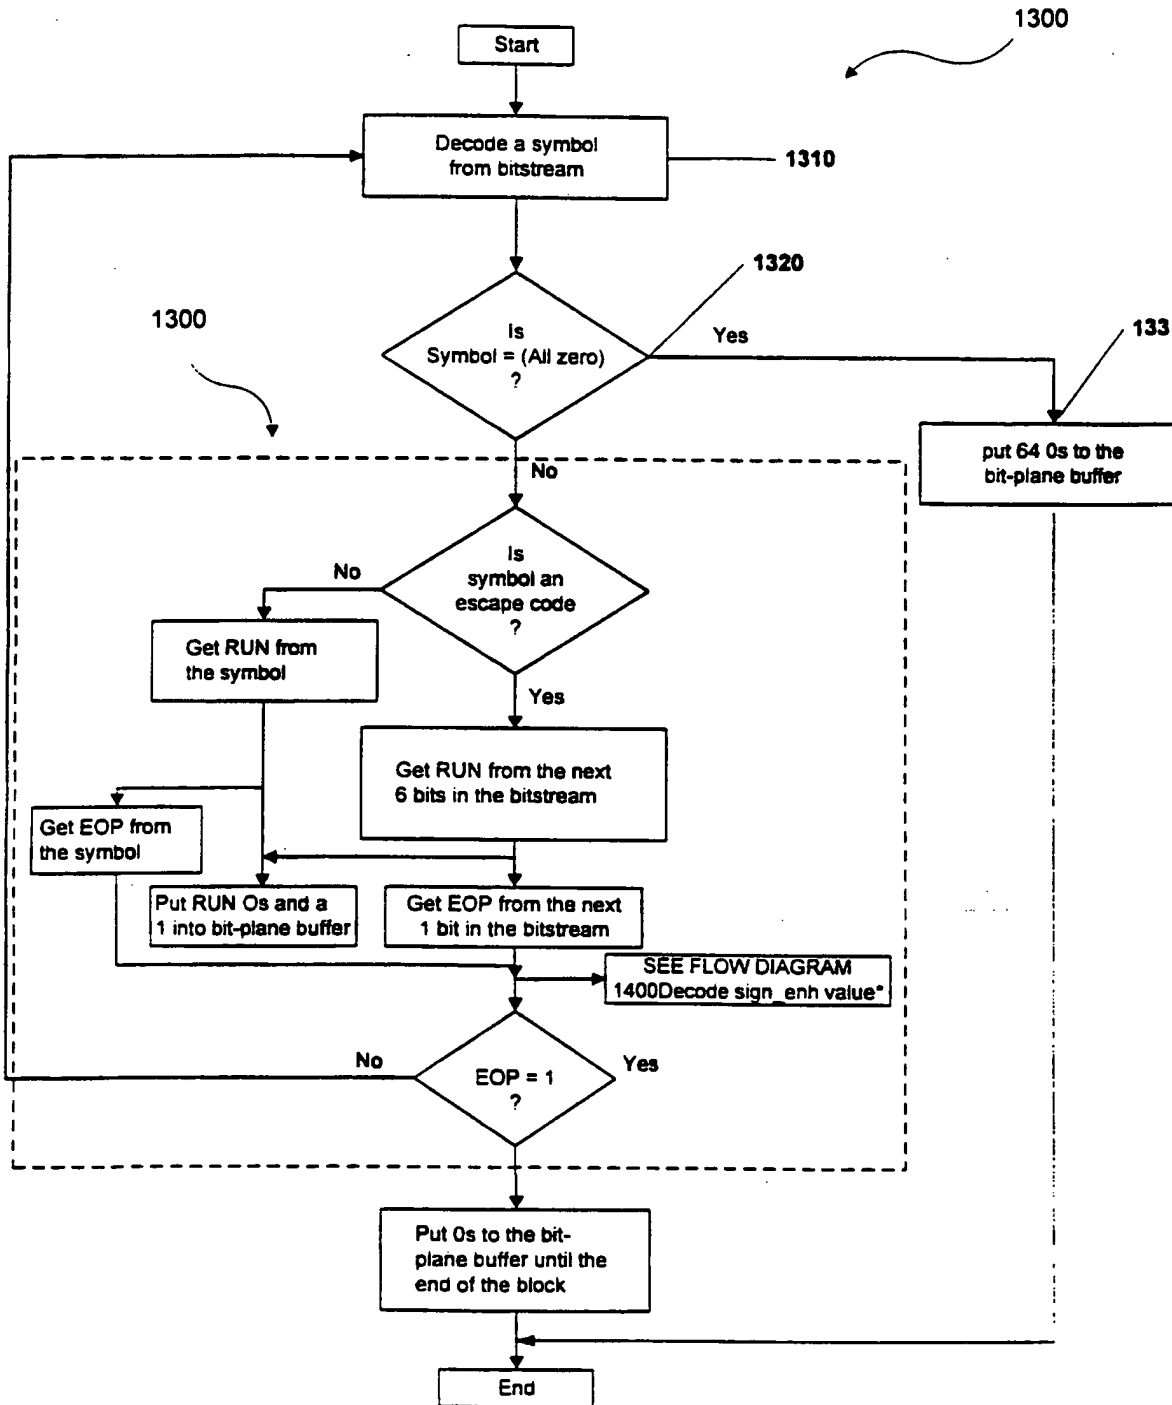 1300
Start
Decode a symbol
from bitstream
1310
1320
1300
Is
Symbol = (All zero)
?
Yes
133
put 64 0s to the
bit-plane buffer
No
Is
symbol an
escape code
?
No
Get RUN from
the symbol
Yes
Get RUN from the next
6 bits in the bitstream
Get EOP from
the symbol
Put RUN Os and a
1 into bit-plane buffer
Get EOP from the next
1 bit in the bitstream
SEE FLOW DIAGRAM
1400Decode sign_enh value*
No
Yes
EOP = 1
?
Put 0s to the bit-
plane buffer until the
end of the block
End